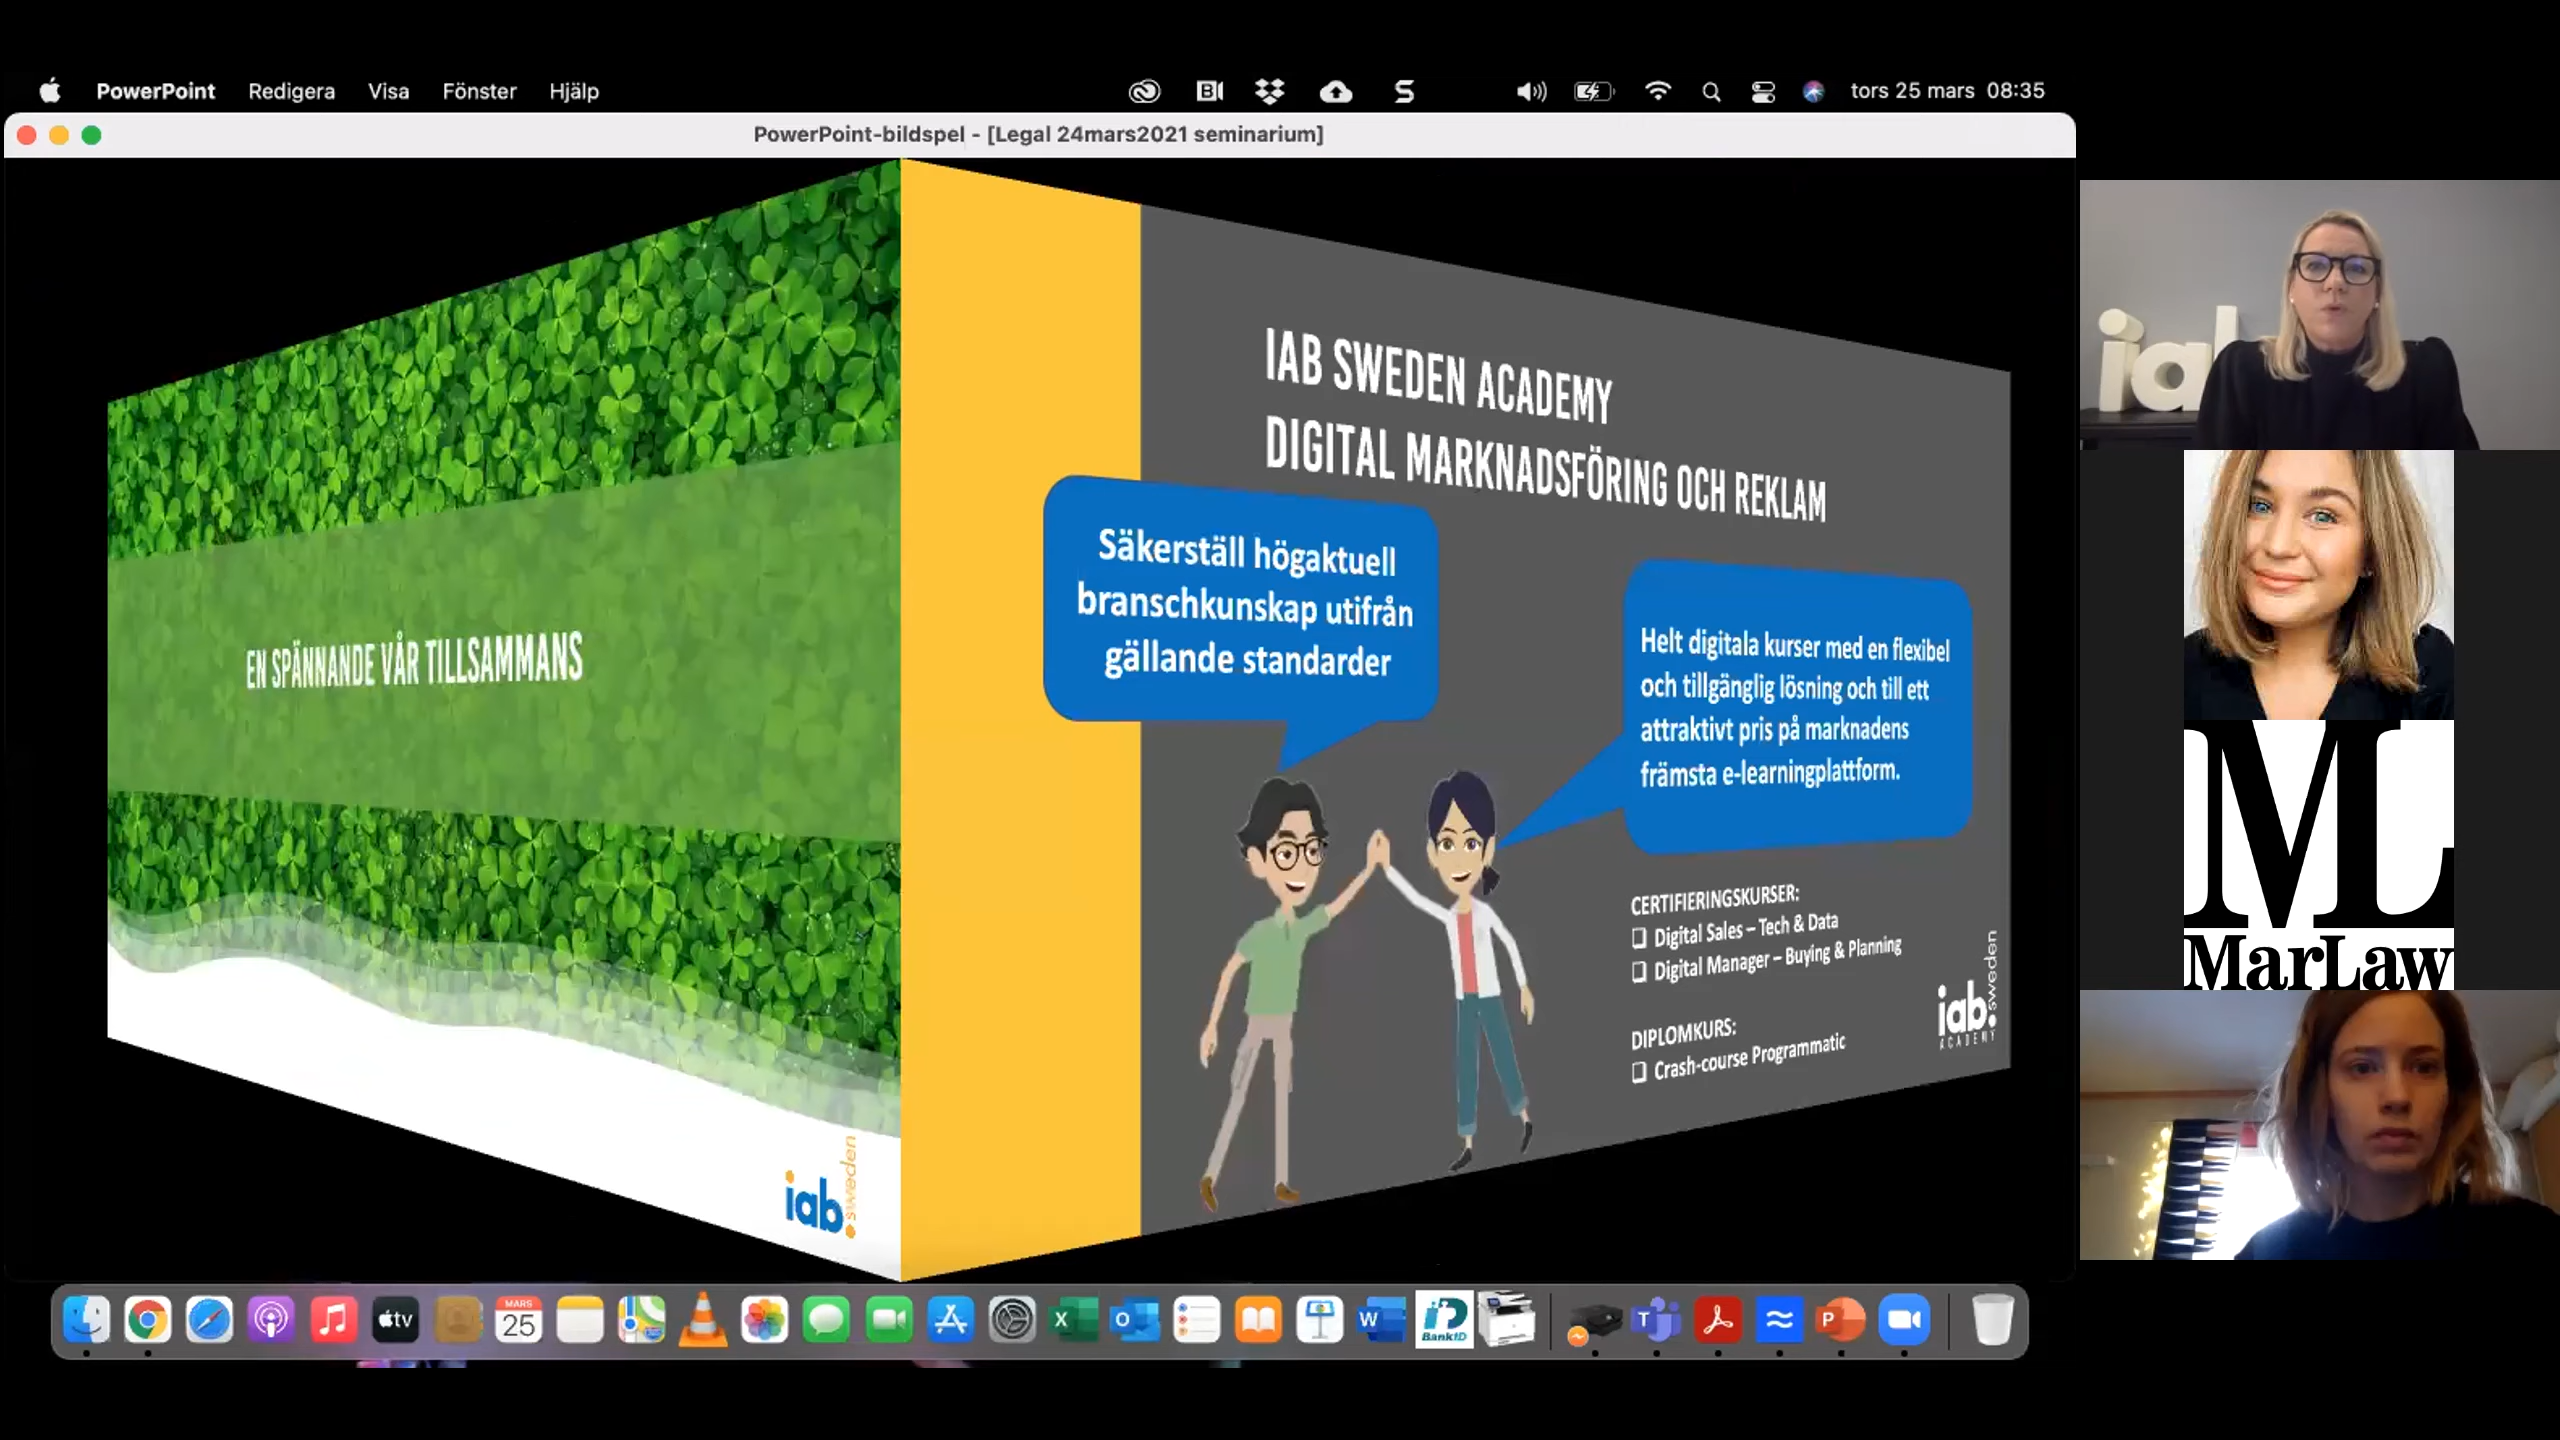 PowerPoint Redigera Visa Fönster Hjälp
tors 25 mars 08:35
PowerPoint-bildspel - [Legal 24mars2021 seminarium]
EN SPÄNNANDE VÅR TILLSAMMANS
iab.
sweden
IAB SWEDEN ACADEMY
DIGITAL MARKNADSFÖRING OCH REKLAM
Säkerställ högaktuell
branschkunskap utifrån
gällande standarder
Helt digitala kurser med en flexibel
och tillgänglig lösning och till ett
attraktivt pris på marknadens
främsta e-learningplattform.
CERTIFIERINGSKURSER:
Digital Sales – Tech & Data
Digital Manager – Buying & Planning
DIPLOMKURS:
Crash-course Programmatic
iab.
sweden
ACADEMY
iab
ML
MarLaw
tv
MARS
25
X
O
W
iD
BankID
T
P